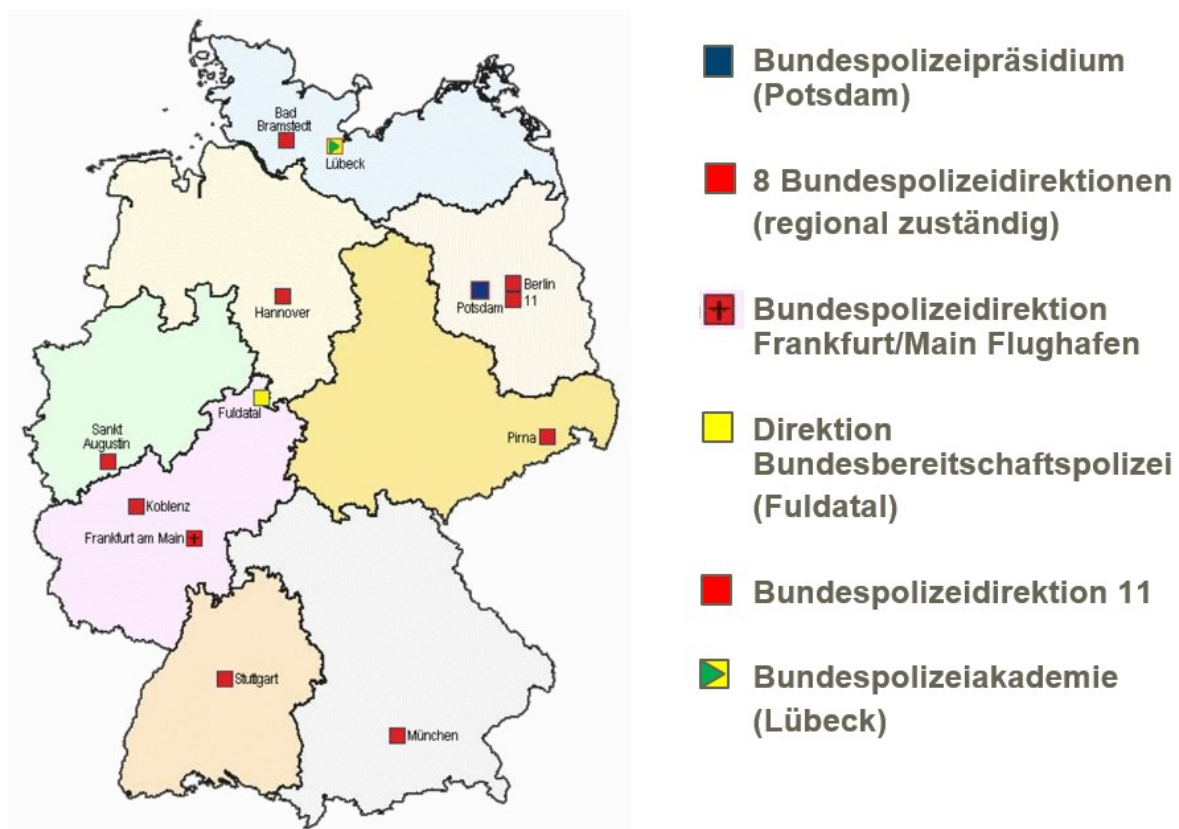 Bad
Bramstedt
Lübeck
Hannover
Potsdam
Berlin
11
Fuldatal
Sankt
Augustin
Pirna
Koblenz
Frankfurt am Main
Stuttgart
München
Bundespolizeipräsidium
(Potsdam)
8 Bundespolizeidirektionen
(regional zuständig)
Bundespolizeidirektion
Frankfurt/Main Flughafen
Direktion
Bundesbereitschaftspolizei
(Fuldatal)
Bundespolizeidirektion 11
Bundespolizeiakademie
(Lübeck)